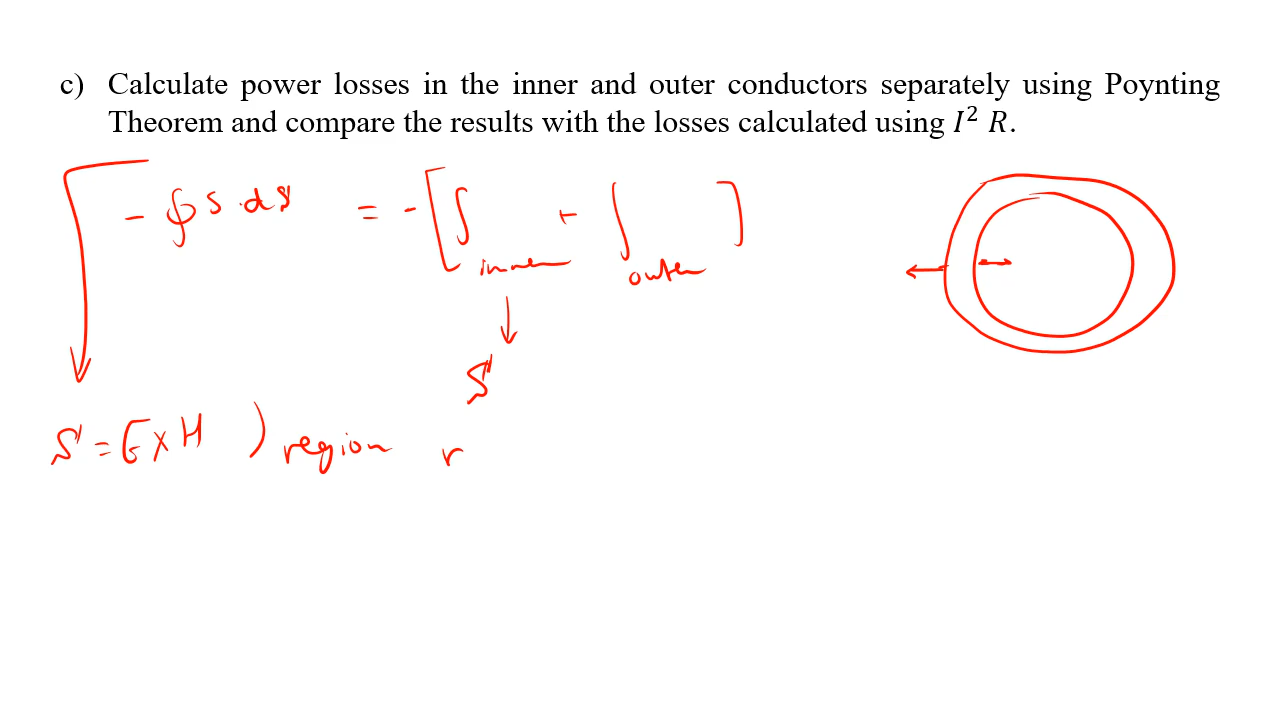 c) Calculate power losses in the inner and outer conductors separately using Poynting
Theorem and compare the results with the losses calculated using I² R.
- ∮ S . dS = - [ ∫inner + ∫outer ]
S
S = E x H ) region r